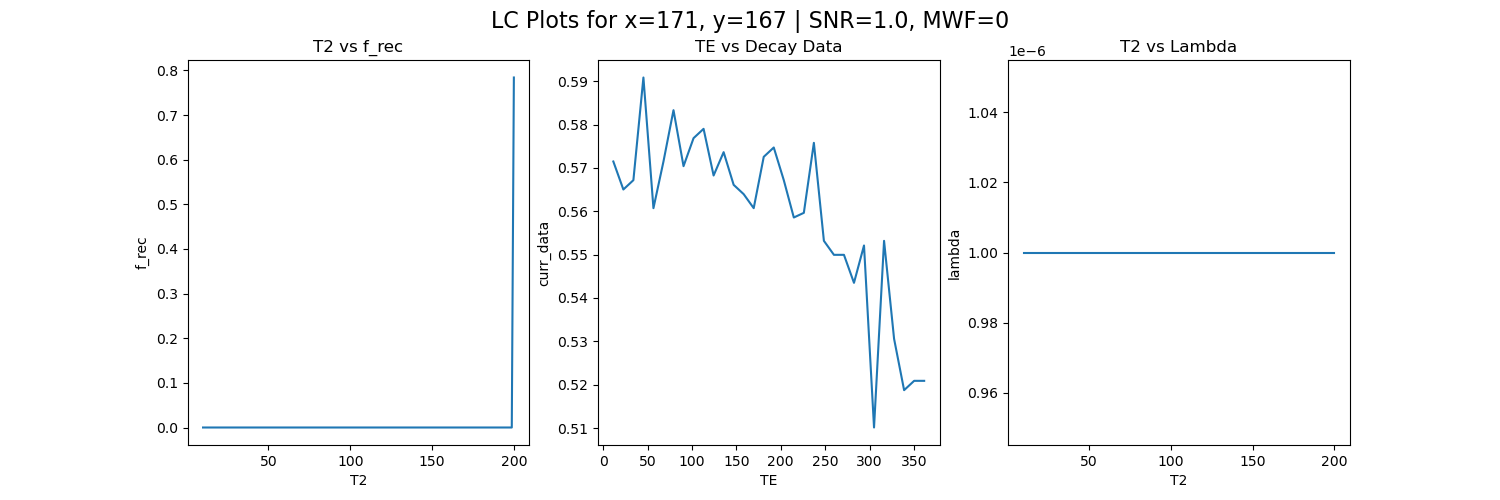 LC Plots for x=171, y=167 | SNR=1.0, MWF=0
T2 vs f_rec
f_rec
0.8
0.7
0.6
0.5
0.4
0.3
0.2
0.1
0.0
50 100 150 200
T2
TE vs Decay Data
curr_data
0.59
0.58
0.57
0.56
0.55
0.54
0.53
0.52
0.51
0 50 100 150 200 250 300 350
TE
T2 vs Lambda
1e−6
lambda
1.04
1.02
1.00
0.98
0.96
50 100 150 200
T2